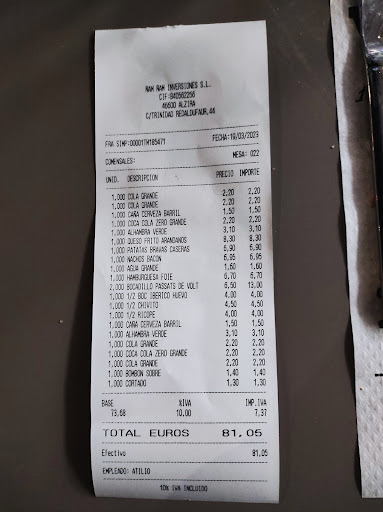 ÑAM ÑAM INVERSIONES S.L.
CIF:B40562256
46600 ALZIRA
C/TRINIDAD REDALDUFAUR,44
FRA SIMP:00001TM185471 FECHA:19/03/2023
COMENSALES: MESA: 022
UNID. DESCRIPCION PRECIO IMPORTE
1,000 COLA GRANDE 2,20 2,20
1,000 COLA GRANDE 2,20 2,20
1,000 CAÑA CERVEZA BARRIL 1,50 1,50
1,000 COCA COLA ZERO GRANDE 2,20 2,20
1,000 ALHAMBRA VERDE 3,10 3,10
1,000 QUESO FRITO ARANDANOS 8,30 8,30
1,000 PATATAS BRAVAS CASERAS 5,90 5,90
1,000 NACHOS BACON 6,95 6,95
1,000 AGUA GRANDE 1,60 1,60
1,000 HAMBURGUESA FOIE 6,70 6,70
2,000 BOCADILLO PASSATS DE VOLT 6,50 13,00
1,000 1/2 BOC IBERICO HUEVO 4,00 4,00
1,000 1/2 CHIVITO 4,50 4,50
1,000 1/2 RICOPE 4,00 4,00
1,000 CAÑA CERVEZA BARRIL 1,50 1,50
1,000 ALHAMBRA VERDE 3,10 3,10
1,000 COLA GRANDE 2,20 2,20
1,000 COCA COLA ZERO GRANDE 2,20 2,20
1,000 COLA GRANDE 2,20 2,20
1,000 BOMBON SOBRE 1,40 1,40
1,000 CORTADO 1,30 1,30
BASE %IVA IMP.IVA
73,68 10,00 7,37
TOTAL EUROS 81,05
Efectivo 81,05
EMPLEADO: ATILIO
10% IVA INCLUIDO